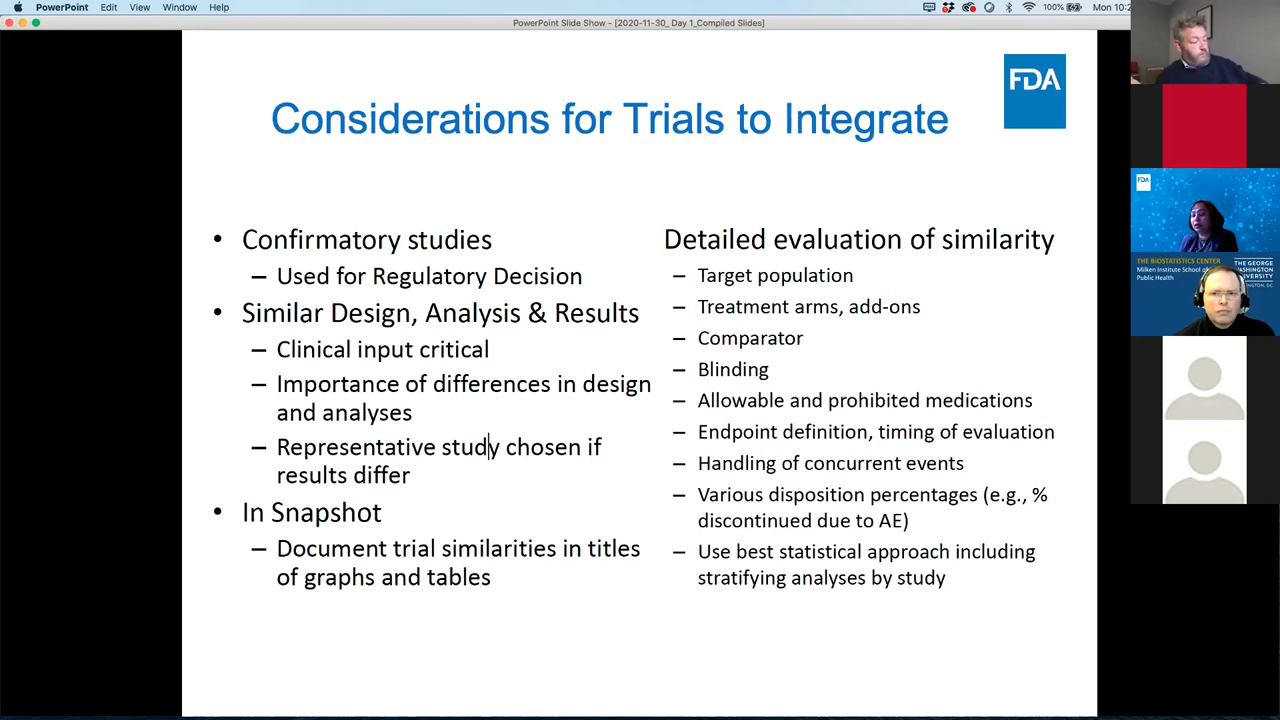 PowerPoint Edit View Window Help
100% Mon 10:2
PowerPoint Slide Show - [2020-11-30_ Day 1_Compiled Slides]
FDA
Considerations for Trials to Integrate
• Confirmatory studies
– Used for Regulatory Decision
• Similar Design, Analysis & Results
– Clinical input critical
– Importance of differences in design
and analyses
– Representative study chosen if
results differ
• In Snapshot
– Document trial similarities in titles
of graphs and tables
Detailed evaluation of similarity
– Target population
– Treatment arms, add-ons
– Comparator
– Blinding
– Allowable and prohibited medications
– Endpoint definition, timing of evaluation
– Handling of concurrent events
– Various disposition percentages (e.g., %
discontinued due to AE)
– Use best statistical approach including
stratifying analyses by study
FDA
THE BIOSTATISTICS CENTER
Milken Institute School of
Public Health
THE GEORGE
WASHINGTON
UNIVERSITY